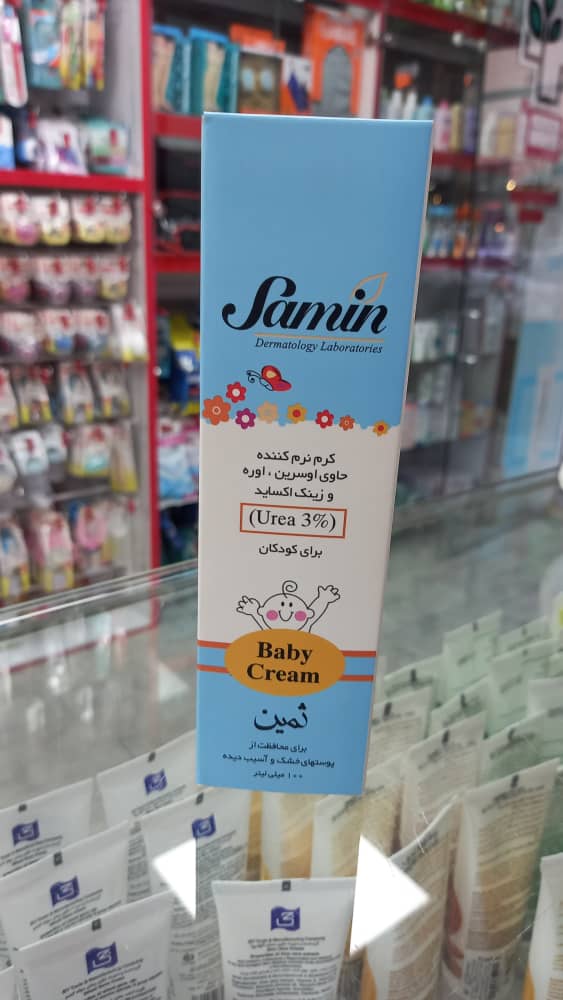 Samin
Dermatology Laboratories
کرم نرم کننده
حاوی اوسرین ، اوره
و زینک اکساید
(Urea 3%)
برای کودکان
Baby
Cream
ثمین
برای محافظت از
پوستهای خشک و آسیب دیده
۱۰۰ میلی لیتر